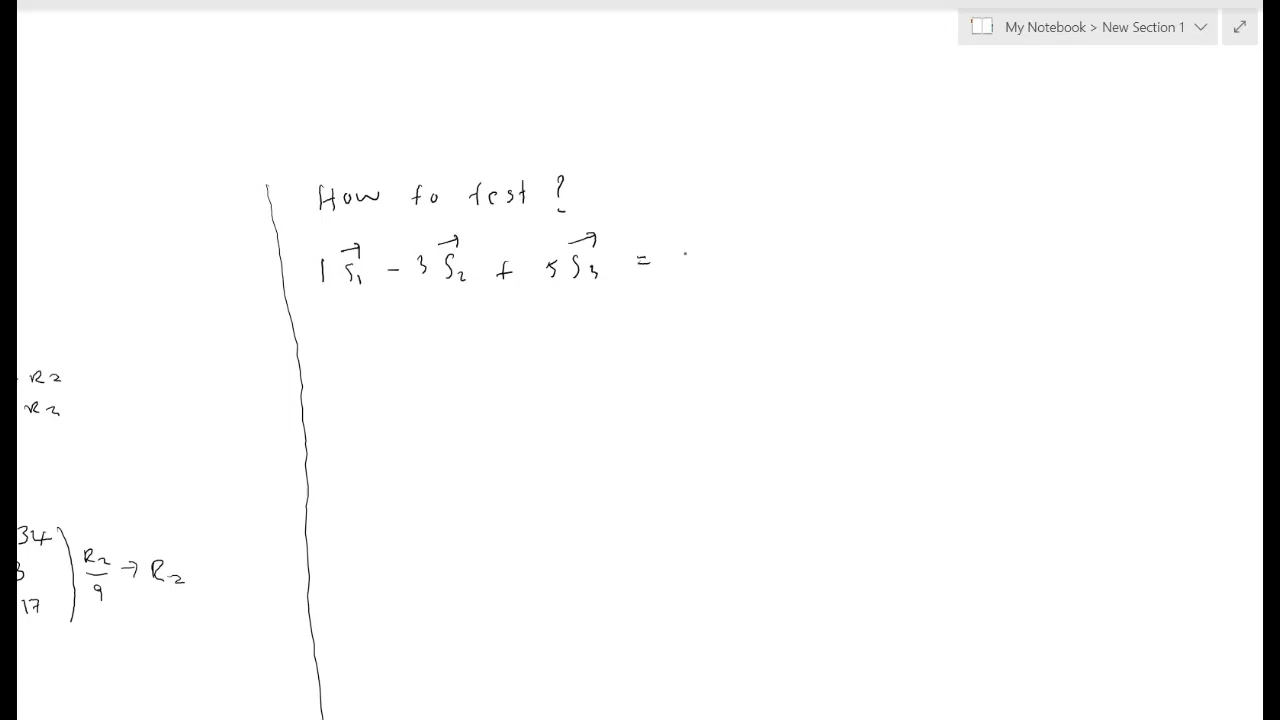 My Notebook > New Section 1
How to test?
1 S₁ - 3 S₂ + 5 S₃ =
R₂
R₂
34
3
17
R₂/9 → R₂